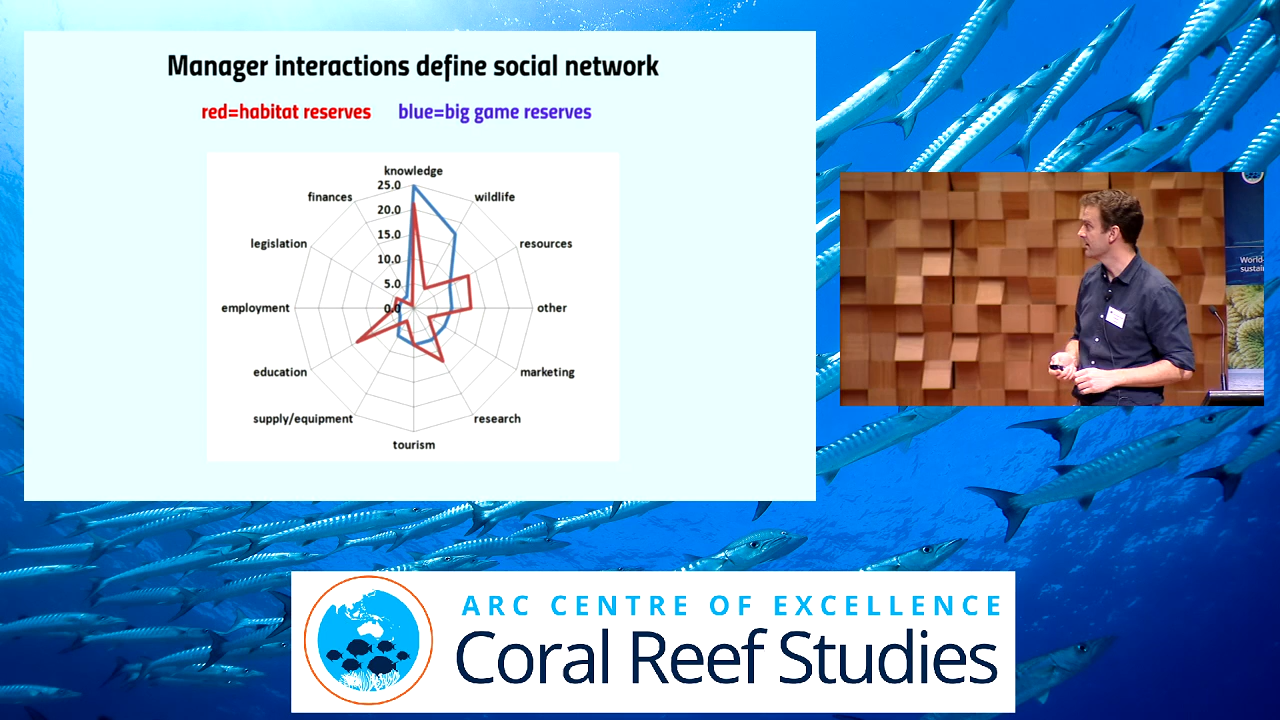 Manager interactions define social network
red=habitat reserves blue=big game reserves
knowledge
25.0
finances
wildlife
20.0
15.0
legislation
resources
10.0
5.0
employment
0.0
other
education
marketing
supply/equipment
research
tourism
World-
sustai
ARC CENTRE OF EXCELLENCE
Coral Reef Studies